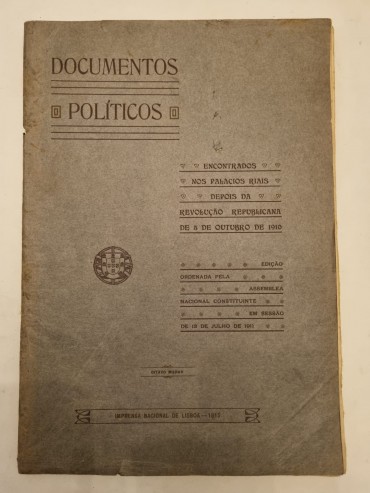 DOCUMENTOS
POLÍTICOS
ENCONTRADOS
NOS PALACIOS RIAIS
DEPOIS DA
REVOLUÇÃO REPUBLICANA
DE 5 DE OUTUBRO DE 1910
EDIÇÃO
ORDENADA PELA
ASSEMBLEA
NACIONAL CONSTITUINTE
EM SESSÃO
DE DE JULHO DE 1911
IMPRENSA NACIONAL DE LISBOA — 1915